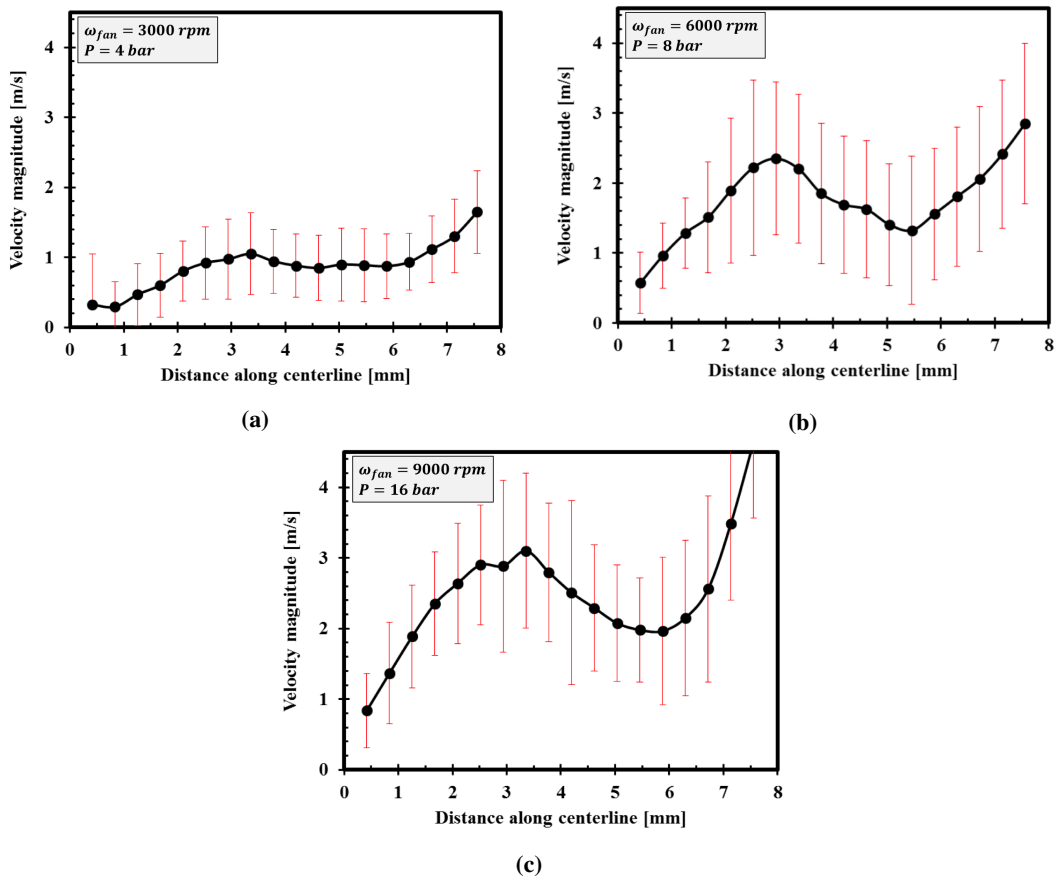 ω_fan = 3000 rpm
P = 4 bar
Velocity magnitude [m/s]
4
3
2
1
0
0 1 2 3 4 5 6 7 8
Distance along centerline [mm]
(a)
ω_fan = 6000 rpm
P = 8 bar
Velocity magnitude [m/s]
4
3
2
1
0
0 1 2 3 4 5 6 7 8
Distance along centerline [mm]
(b)
ω_fan = 9000 rpm
P = 16 bar
Velocity magnitude [m/s]
4
3
2
1
0
0 1 2 3 4 5 6 7 8
Distance along centerline [mm]
(c)